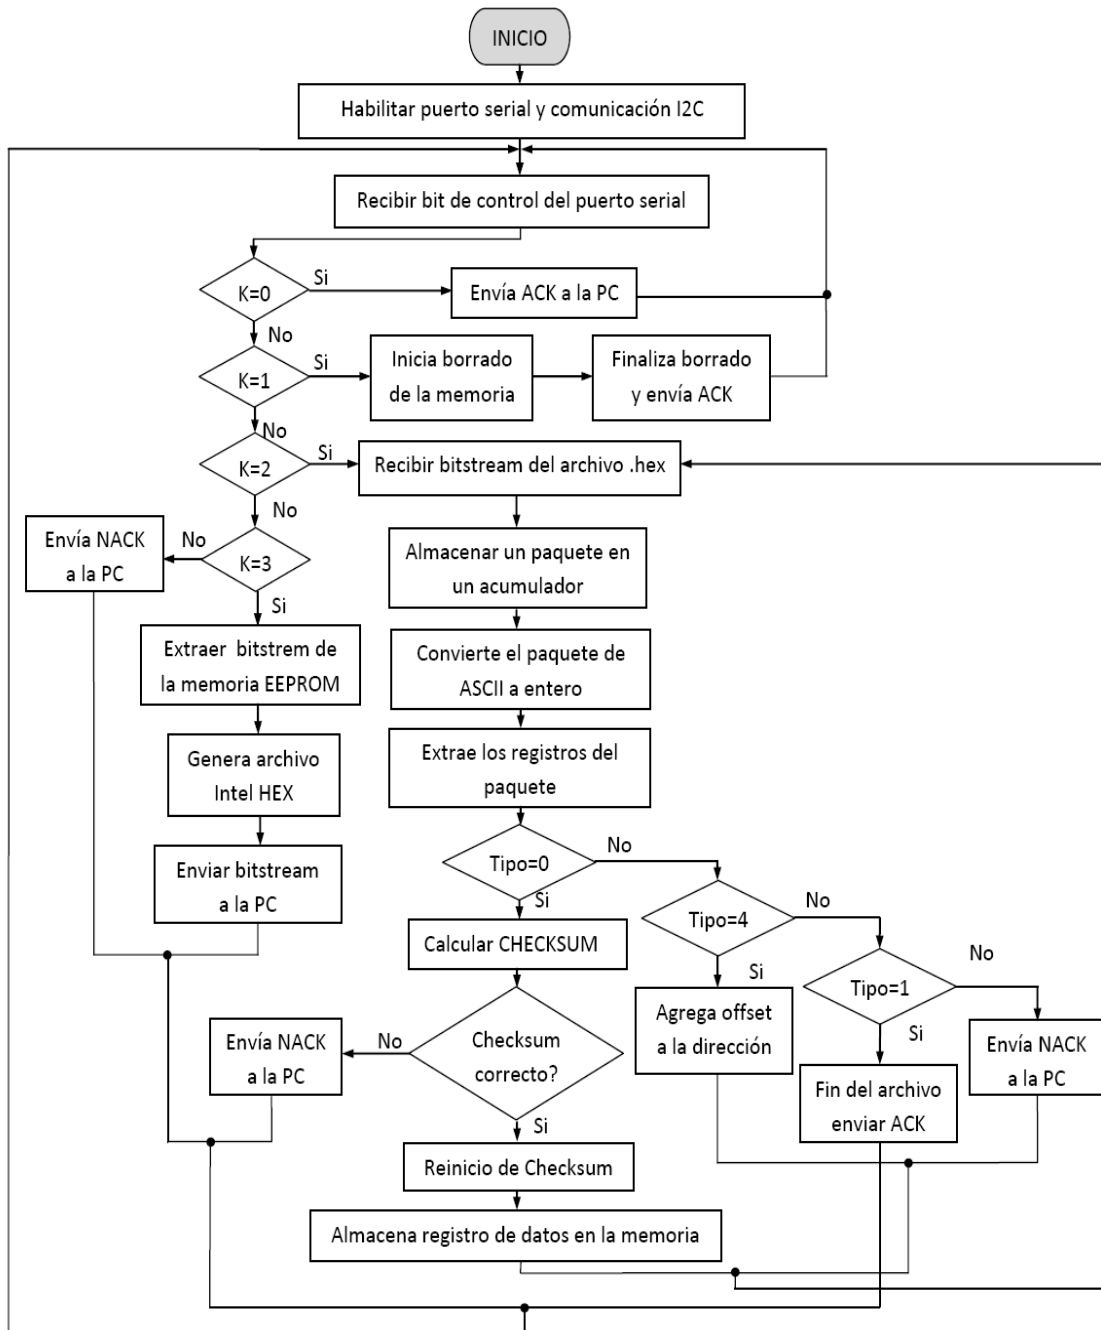 INICIO
Habilitar puerto serial y comunicación I2C
Recibir bit de control del puerto serial
K=0
Si
Envía ACK a la PC
No
K=1
Si
Inicia borrado
de la memoria
Finaliza borrado
y envía ACK
No
K=2
Si
Recibir bitstream del archivo .hex
No
K=3
No
Envía NACK
a la PC
Si
Extraer bitstrem de
la memoria EEPROM
Genera archivo
Intel HEX
Enviar bitstream
a la PC
Almacenar un paquete en
un acumulador
Convierte el paquete de
ASCII a entero
Extrae los registros del
paquete
Tipo=0
No
Si
Tipo=4
No
Si
Tipo=1
No
Si
Calcular CHECKSUM
Agrega offset
a la dirección
Envía NACK
a la PC
Fin del archivo
enviar ACK
Checksum
correcto?
No
Envía NACK
a la PC
Si
Reinicio de Checksum
Almacena registro de datos en la memoria